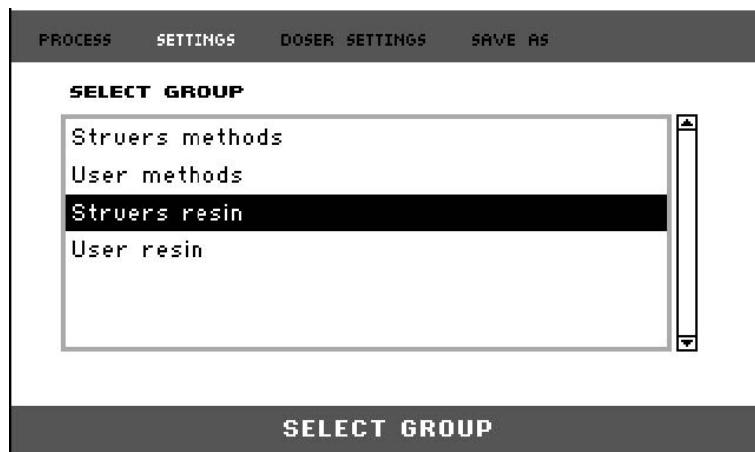 PROCESS SETTINGS DOSER SETTINGS SAVE AS
SELECT GROUP
Struers methods
User methods
Struers resin
User resin
SELECT GROUP